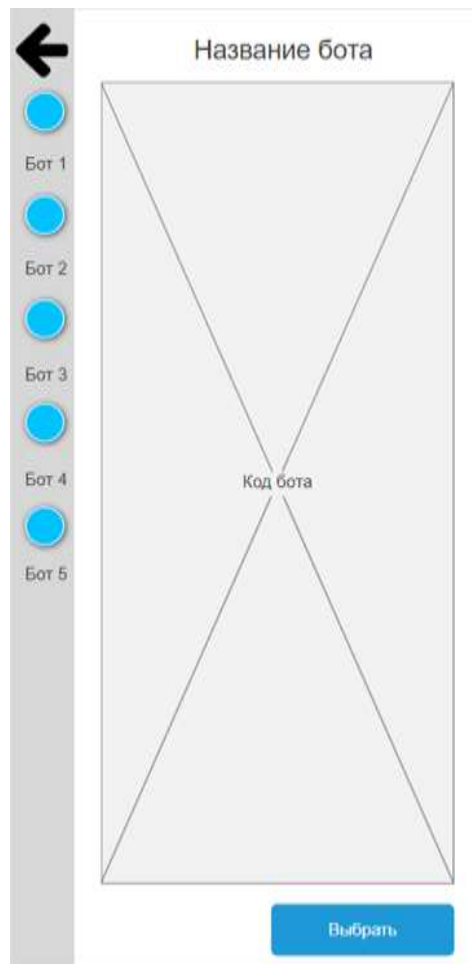 Название бота
Бот 1
Бот 2
Бот 3
Бот 4
Бот 5
Код бота
Выбрать